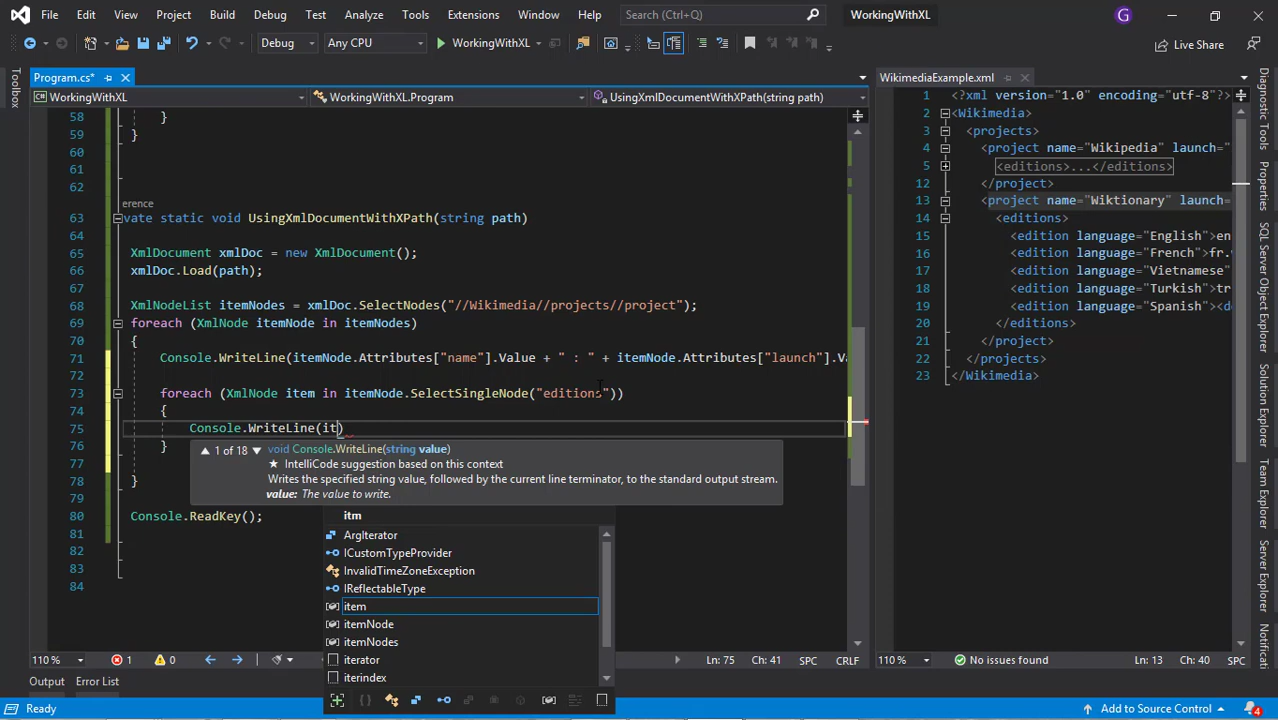 File Edit View Project Build Debug Test Analyze Tools Extensions Window Help Search (Ctrl+Q) WorkingWithXL G
Debug Any CPU WorkingWithXL Live Share
Toolbox
Program.cs*
WorkingWithXL WorkingWithXL.Program UsingXmlDocumentWithXPath(string path)
58 }
59 }
60
61
62
erence
63 vate static void UsingXmlDocumentWithXPath(string path)
64
65 XmlDocument xmlDoc = new XmlDocument();
66 xmlDoc.Load(path);
67
68 XmlNodeList itemNodes = xmlDoc.SelectNodes("//Wikimedia//projects//project");
69 foreach (XmlNode itemNode in itemNodes)
70 {
71 Console.WriteLine(itemNode.Attributes["name"].Value + " : " + itemNode.Attributes["launch"].Va
72
73 foreach (XmlNode item in itemNode.SelectSingleNode("editions"))
74 {
75 Console.WriteLine(it)
76 }
77
78 }
79
80 Console.ReadKey();
81
82
83
84
1 of 18 void Console.WriteLine(string value)
★ IntelliCode suggestion based on this context
Writes the specified string value, followed by the current line terminator, to the standard output stream.
value: The value to write.
itm
ArgIterator
ICustomTypeProvider
InvalidTimeZoneException
IReflectableType
item
itemNode
itemNodes
iterator
iterindex
110 % 1 0 Ln: 75 Ch: 41 SPC CRLF
WikimediaExample.xml
1 <?xml version="1.0" encoding="utf-8"?>
2 <Wikimedia>
3 <projects>
4 <project name="Wikipedia" launch="
5 <editions>...</editions>
12 </project>
13 <project name="Wiktionary" launch=
14 <editions>
15 <edition language="English">en
16 <edition language="French">fr.
17 <edition language="Vietnamese"
18 <edition language="Turkish">tr
19 <edition language="Spanish"><d
20 </editions>
21 </project>
22 </projects>
23 </Wikimedia>
110 % No issues found Ln: 13 Ch: 40 SPC
Diagnostic Tools
Properties
SQL Server Object Explorer
Solution Explorer
Team Explorer
Server Explorer
Notificati
Output Error List
Ready Add to Source Control 4